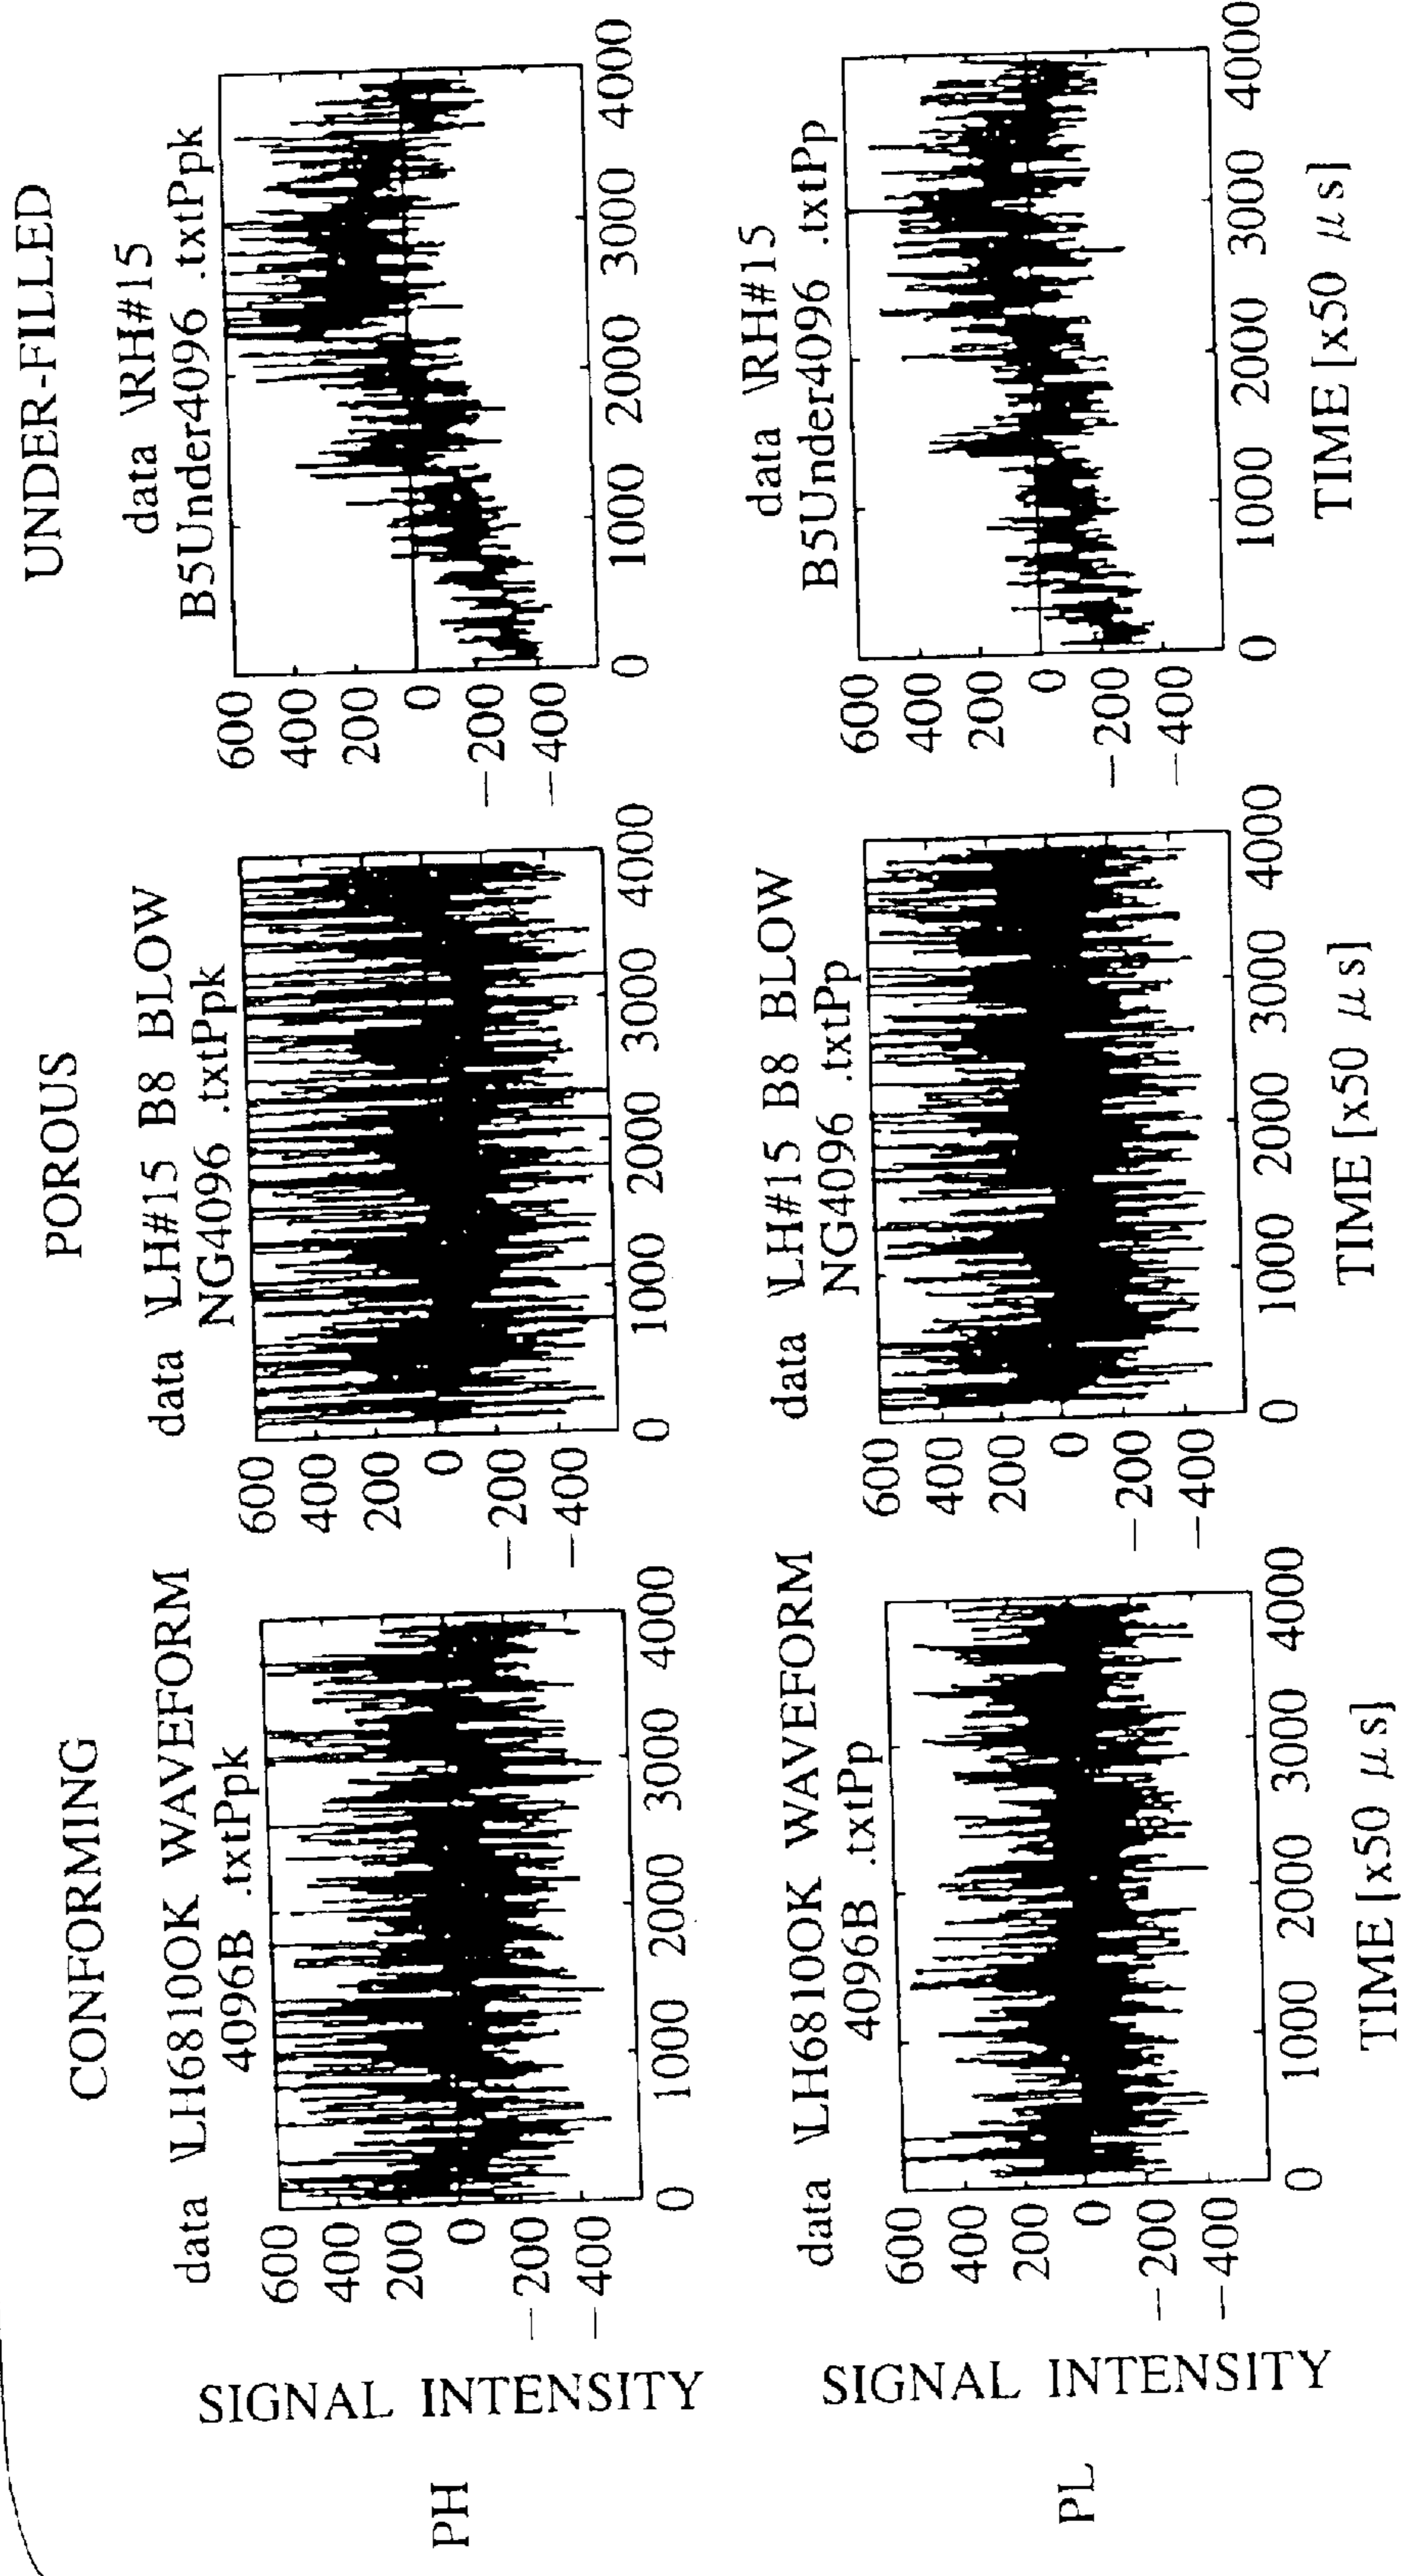 CONFORMING
POROUS
UNDER-FILLED
data \LH6810OK WAVEFORM
4096B .txtPpk
data \LH#15 B8 BLOW
NG4096 .txtPpk
data \RH#15
B5Under4096 .txtPpk
PH
SIGNAL INTENSITY
600
400
200
0
-200
-400
0 1000 2000 3000 4000
600
400
200
0
-200
-400
0 1000 2000 3000 4000
600
400
200
0
-200
-400
0 1000 2000 3000 4000
data \LH6810OK WAVEFORM
4096B .txtPp
data \LH#15 B8 BLOW
NG4096 .txtPp
data \RH#15
B5Under4096 .txtPp
PL
SIGNAL INTENSITY
600
400
200
0
-200
-400
0 1000 2000 3000 4000
TIME [x50 μs]
600
400
200
0
-200
-400
0 1000 2000 3000 4000
TIME [x50 μs]
600
400
200
0
-200
-400
0 1000 2000 3000 4000
TIME [x50 μs]